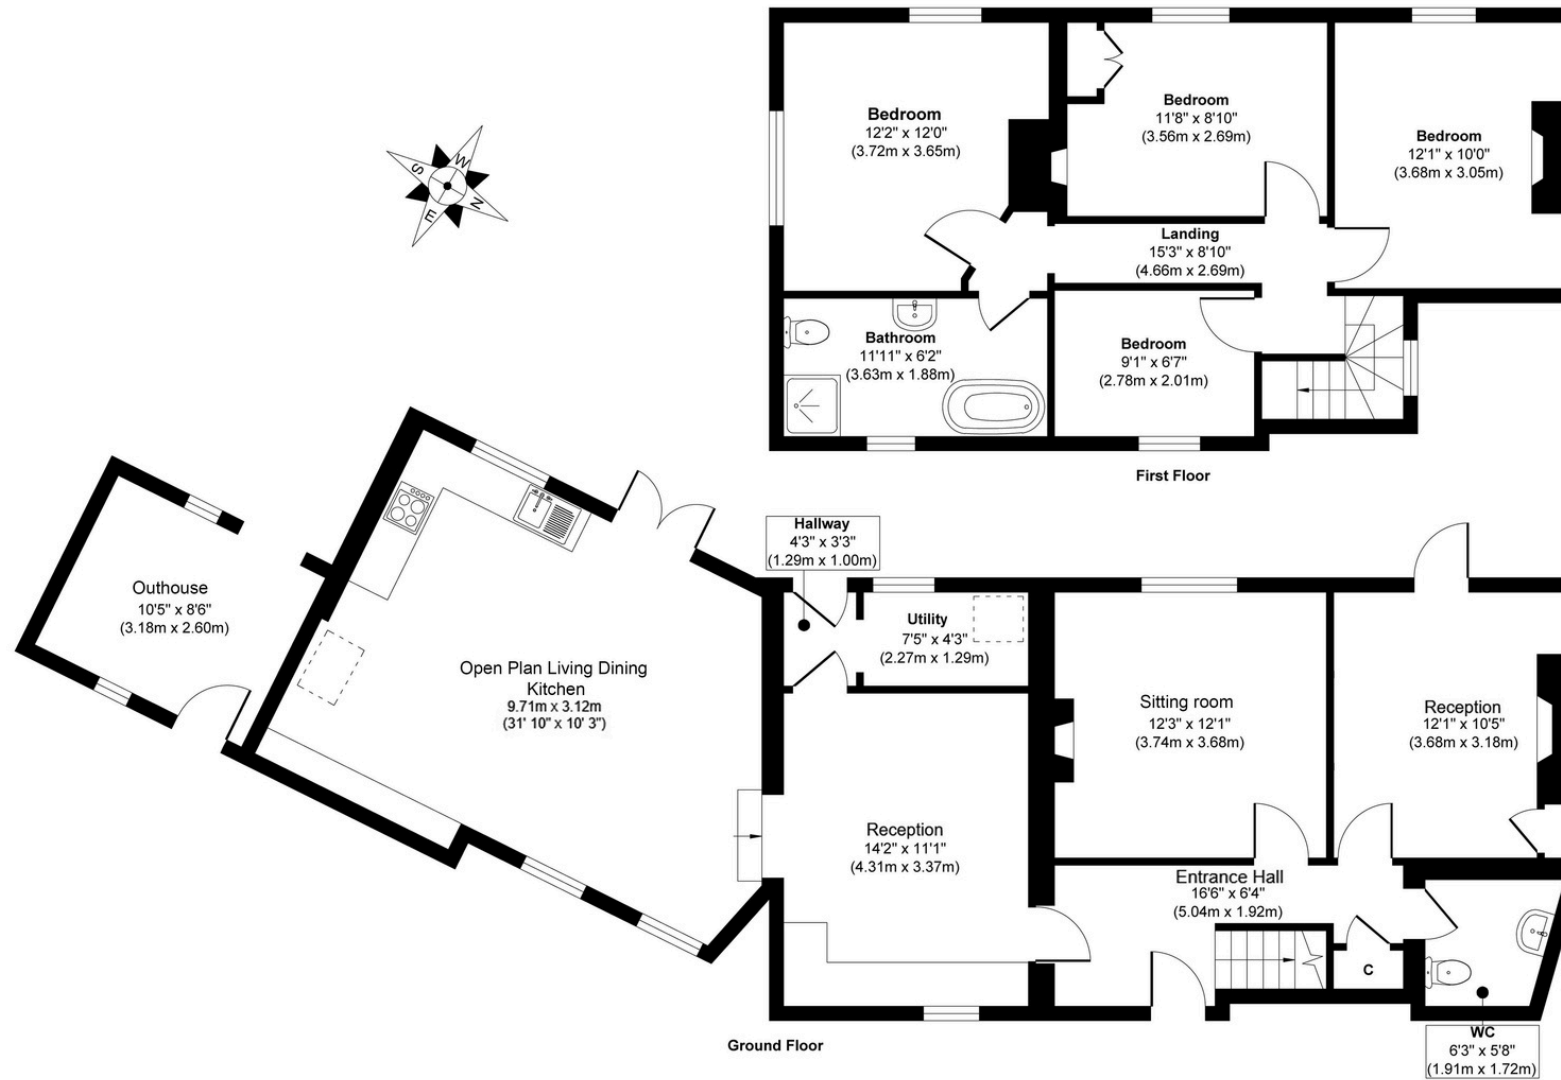 Bedroom
12'2" x 12'0"
(3.72m x 3.65m)
Bedroom
11'8" x 8'10"
(3.56m x 2.69m)
Bedroom
12'1" x 10'0"
(3.68m x 3.05m)
W
S
N
E
Landing
15'3" x 8'10"
(4.66m x 2.69m)
Bathroom
11'11" x 6'2"
(3.63m x 1.88m)
Bedroom
9'1" x 6'7"
(2.78m x 2.01m)
First Floor
Hallway
4'3" x 3'3"
(1.29m x 1.00m)
Outhouse
10'5" x 8'6"
(3.18m x 2.60m)
Utility
7'5" x 4'3"
(2.27m x 1.29m)
Open Plan Living Dining
Kitchen
9.71m x 3.12m
(31' 10" x 10' 3")
Sitting room
12'3" x 12'1"
(3.74m x 3.68m)
Reception
12'1" x 10'5"
(3.68m x 3.18m)
Reception
14'2" x 11'1"
(4.31m x 3.37m)
Entrance Hall
16'6" x 6'4"
(5.04m x 1.92m)
C
Ground Floor
WC
6'3" x 5'8"
(1.91m x 1.72m)